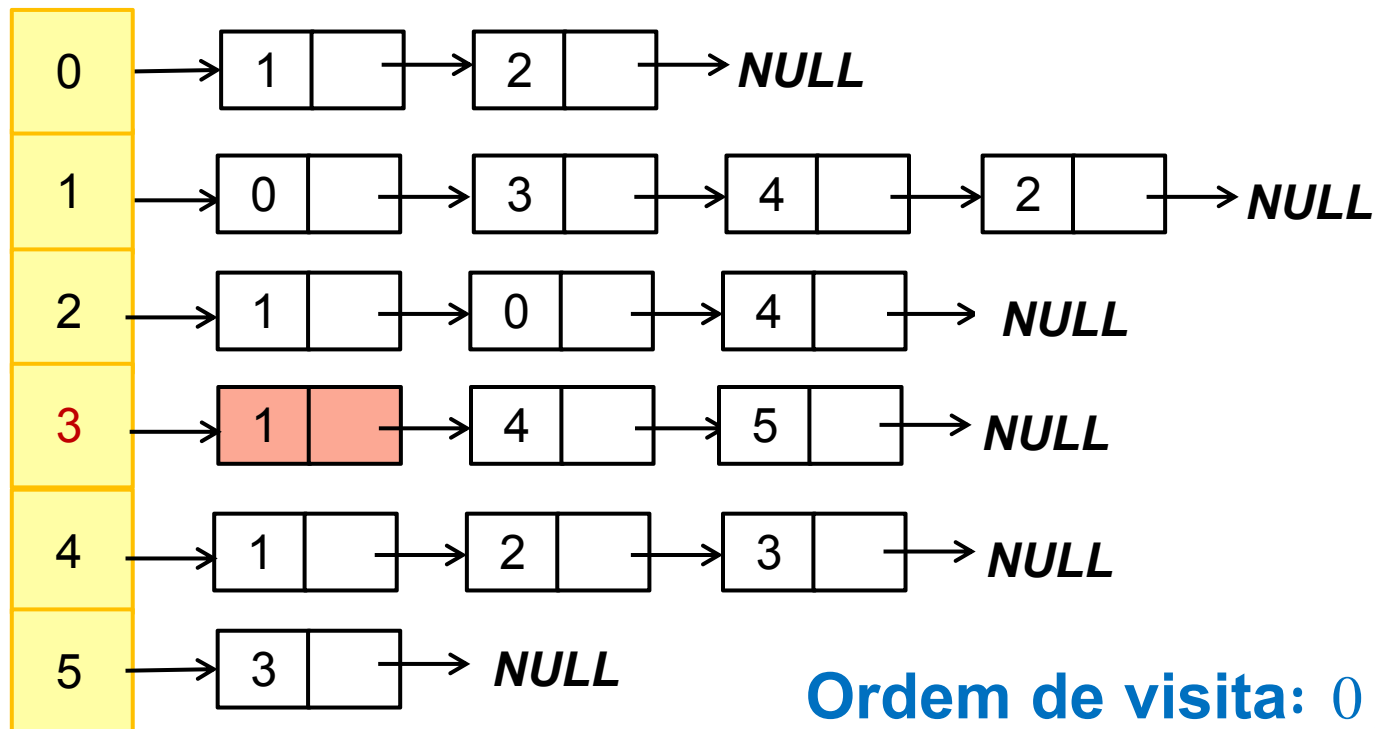 0 1 2 NULL
1 0 3 4 2 NULL
2 1 0 4 NULL
3 1 4 5 NULL
4 1 2 3 NULL
5 3 NULL
Ordem de visita: 0